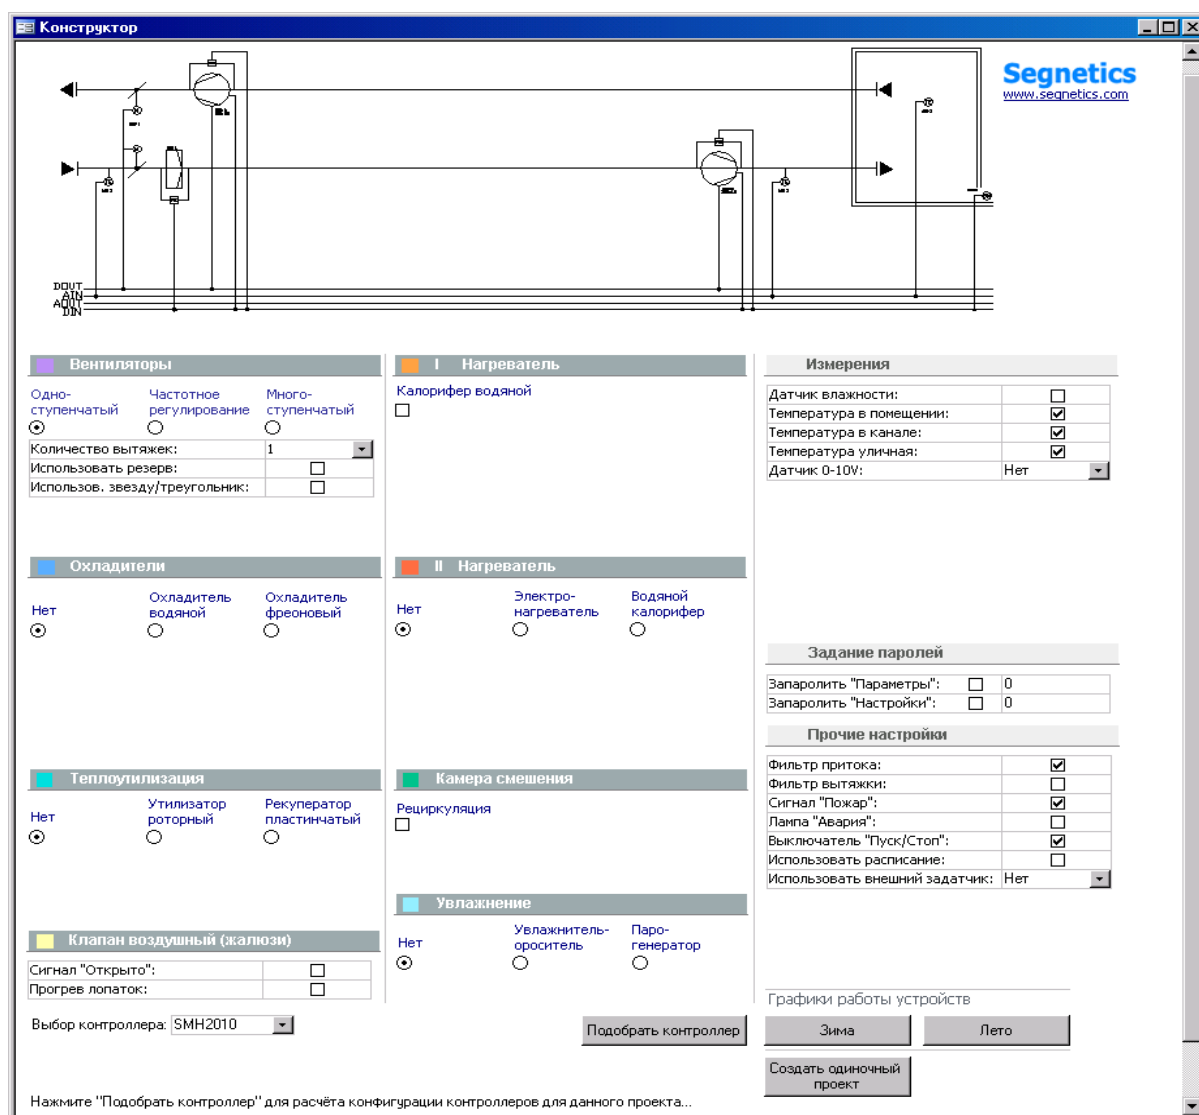 Конструктор
Segnetics
www.segnetics.com
DOUT
AIN
AOUT
DIN
Вентиляторы
Одно-
ступенчатый
Частотное
регулирование
Много-
ступенчатый
Количество вытяжек: 1
Использовать резерв:
Использов. звезду/треугольник:
I Нагреватель
Калорифер водяной
Измерения
Датчик влажности:
Температура в помещении:
Температура в канале:
Температура уличная:
Датчик 0-10V: Нет
Охладители
Нет
Охладитель
водяной
Охладитель
фреоновый
II Нагреватель
Нет
Электро-
нагреватель
Водяной
калорифер
Задание паролей
Запаролить "Параметры": 0
Запаролить "Настройки": 0
Прочие настройки
Фильтр притока:
Фильтр вытяжки:
Сигнал "Пожар":
Лампа "Авария":
Выключатель "Пуск/Стоп":
Использовать расписание:
Использовать внешний задатчик: Нет
Теплоутилизация
Нет
Утилизатор
роторный
Рекуператор
пластинчатый
Камера смешения
Рециркуляция
Увлажнение
Нет
Увлажнитель-
ороситель
Паро-
генератор
Клапан воздушный (жалюзи)
Сигнал "Открыто":
Прогрев лопаток:
Выбор контроллера: SMH2010
Подобрать контроллер
Графики работы устройств
Зима
Лето
Создать одиночный
проект
Нажмите "Подобрать контроллер" для расчёта конфигурации контроллеров для данного проекта...